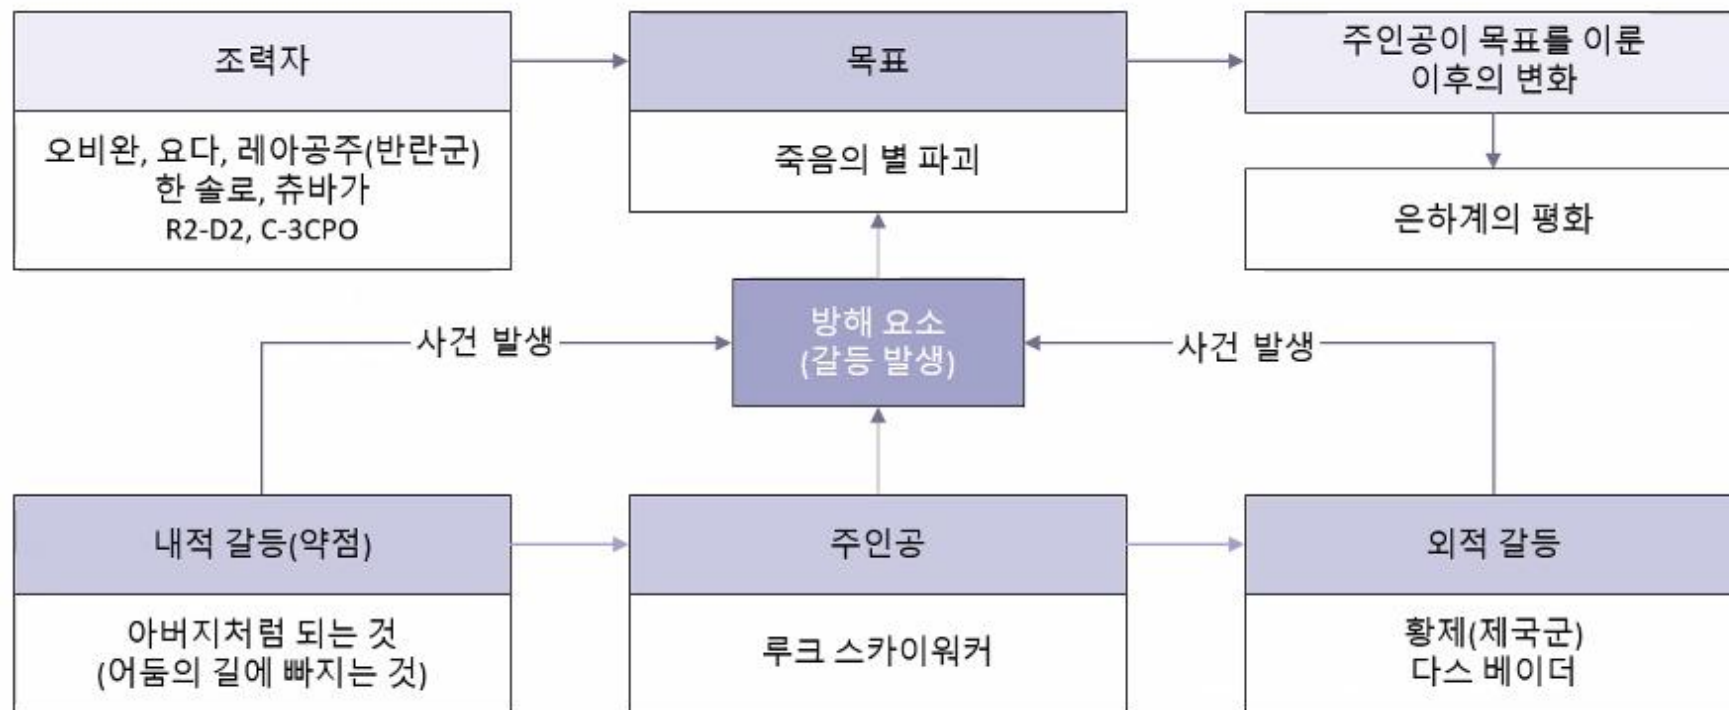 조력자
오비완, 요다, 레아공주(반란군)
한 솔로, 츄바가
R2-D2, C-3CPO
목표
죽음의 별 파괴
주인공이 목표를 이룬
이후의 변화
은하계의 평화
사건 발생
방해 요소
(갈등 발생)
사건 발생
내적 갈등(약점)
아버지처럼 되는 것
(어둠의 길에 빠지는 것)
주인공
루크 스카이워커
외적 갈등
황제(제국군)
다스 베이더